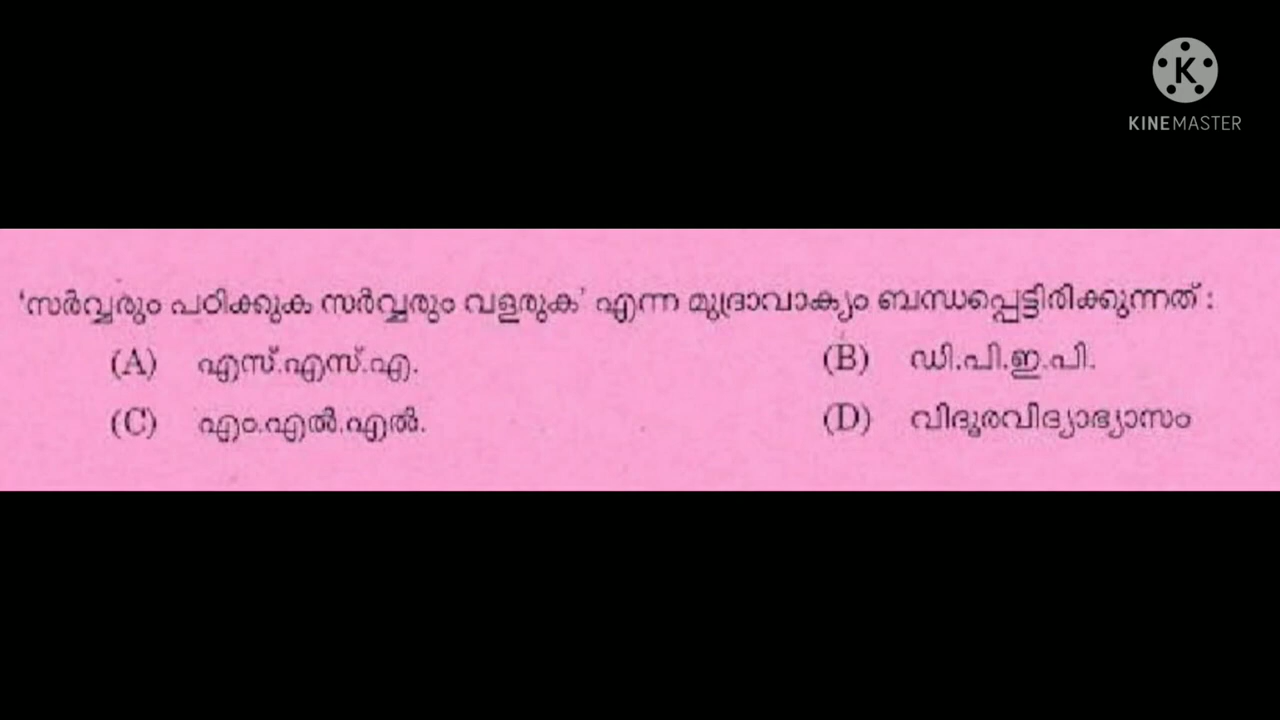 KINEMASTER
'സർവ്വരും പഠിക്കുക സർവ്വരും വളരുക' എന്ന മുദ്രാവാക്യം ബന്ധപ്പെട്ടിരിക്കുന്നത് :
(A) എസ്.എസ്.എ. (B) ഡി.പി.ഇ.പി.
(C) എം.എൽ.എൽ. (D) വിദൂരവിദ്യാഭ്യാസം